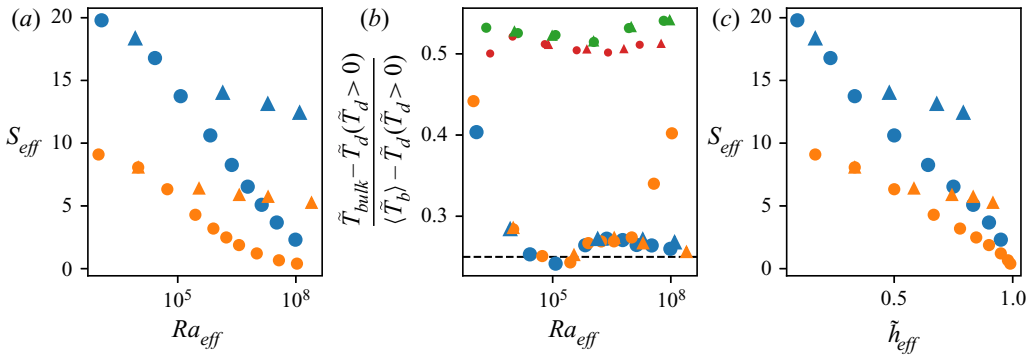 (a)
20
15
10
5
0
S_eff
10^5
10^8
Ra_eff
(b)
0.5
0.4
0.3
T̃_bulk − T̃_d(T̃_d > 0)
⟨T̃_b⟩ − T̃_d(T̃_d > 0)
10^5
10^8
Ra_eff
(c)
20
15
10
5
0
S_eff
0.5
1.0
h̃_eff